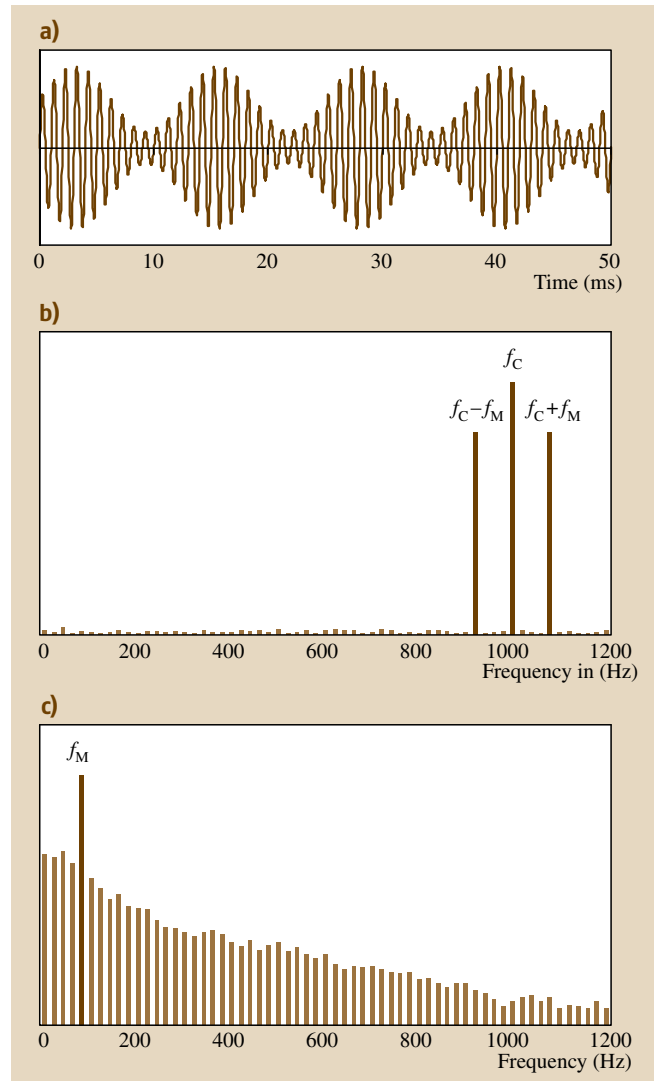 a)
0 10 20 30 40 50
Time (ms)
b)
f_C
f_C−f_M f_C+f_M
0 200 400 600 800 1000 1200
Frequency in (Hz)
c)
f_M
0 200 400 600 800 1000 1200
Frequency (Hz)